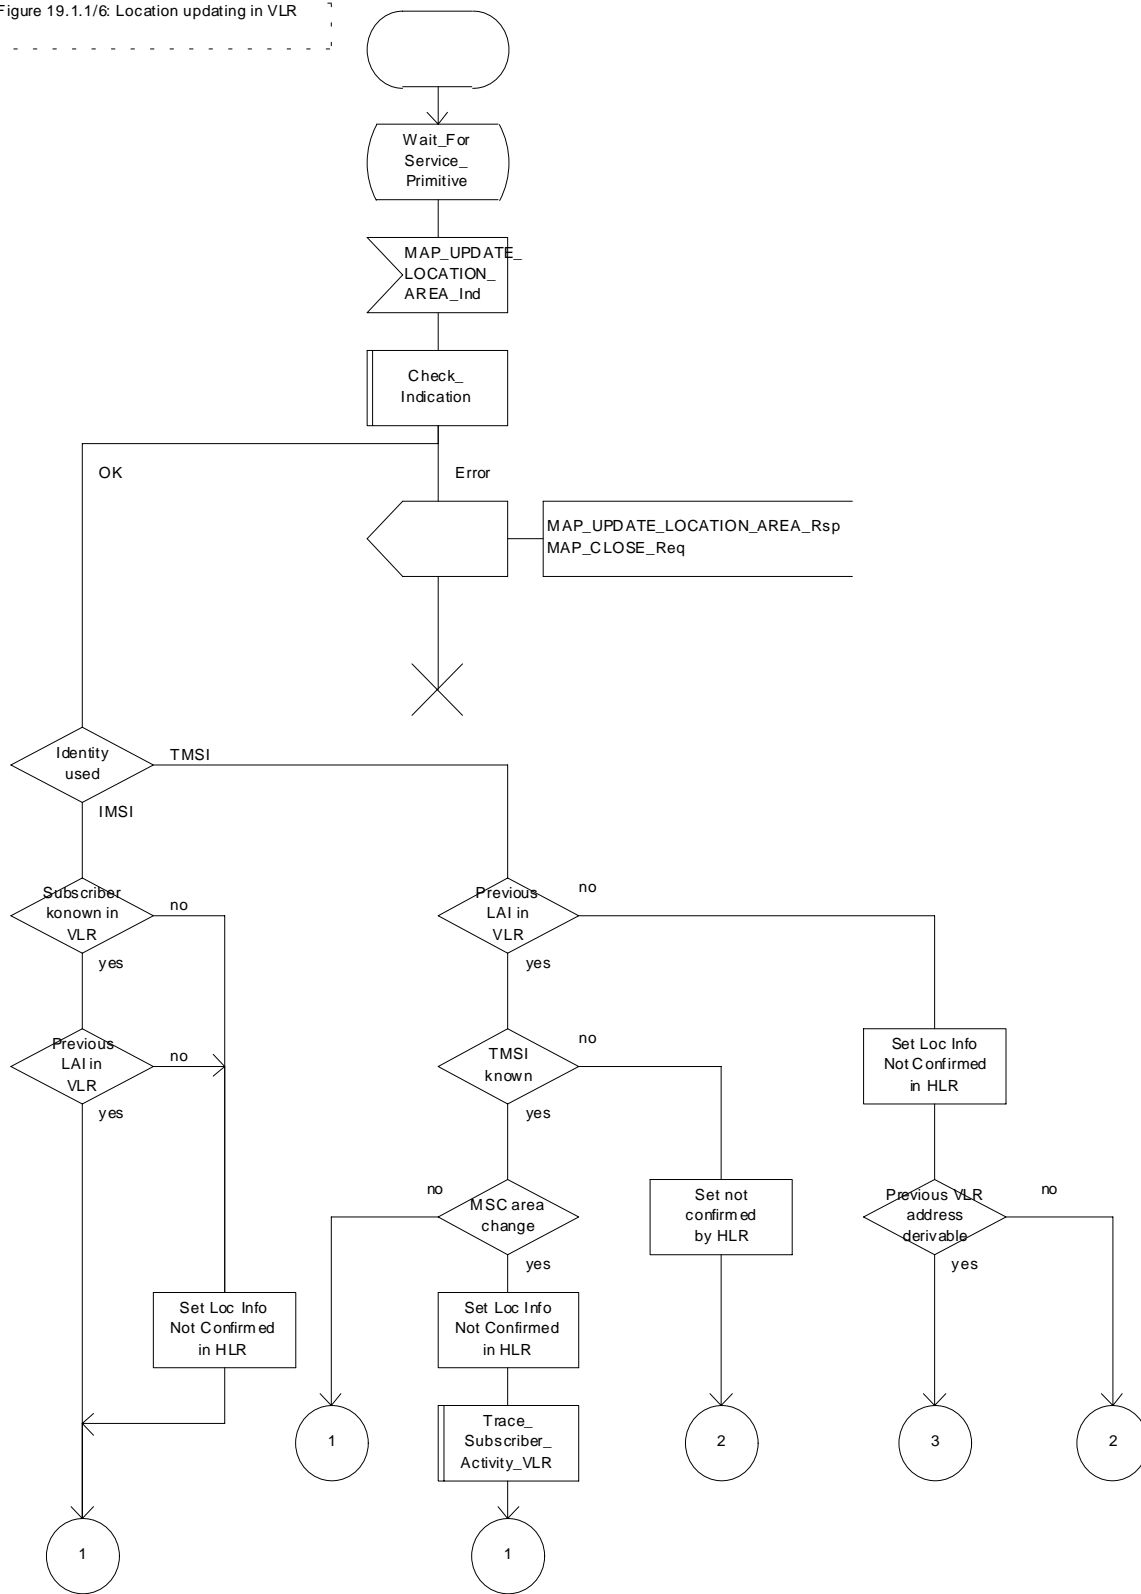 Figure 19.1.1/6: Location updating in VLR
Wait_For
Service_
Primitive
MAP_UPDATE_
LOCATION_
AREA_Ind
Check_
Indication
OK
Error
MAP_UPDATE_LOCATION_AREA_Rsp
MAP_CLOSE_Req
Identity
used
TMSI
IMSI
Subscriber
konown in
VLR
no
yes
Previous
LAI in
VLR
no
yes
Previous
LAI in
VLR
no
yes
TMSI
known
no
yes
Set Loc Info
Not Confirmed
in HLR
no
MSC area
change
yes
Set not
confirmed
by HLR
Previous VLR
address
derivable
no
yes
Set Loc Info
Not Confirmed
in HLR
Set Loc Info
Not Confirmed
in HLR
1
Trace_
Subscriber_
Activity_VLR
2
3
2
1
1